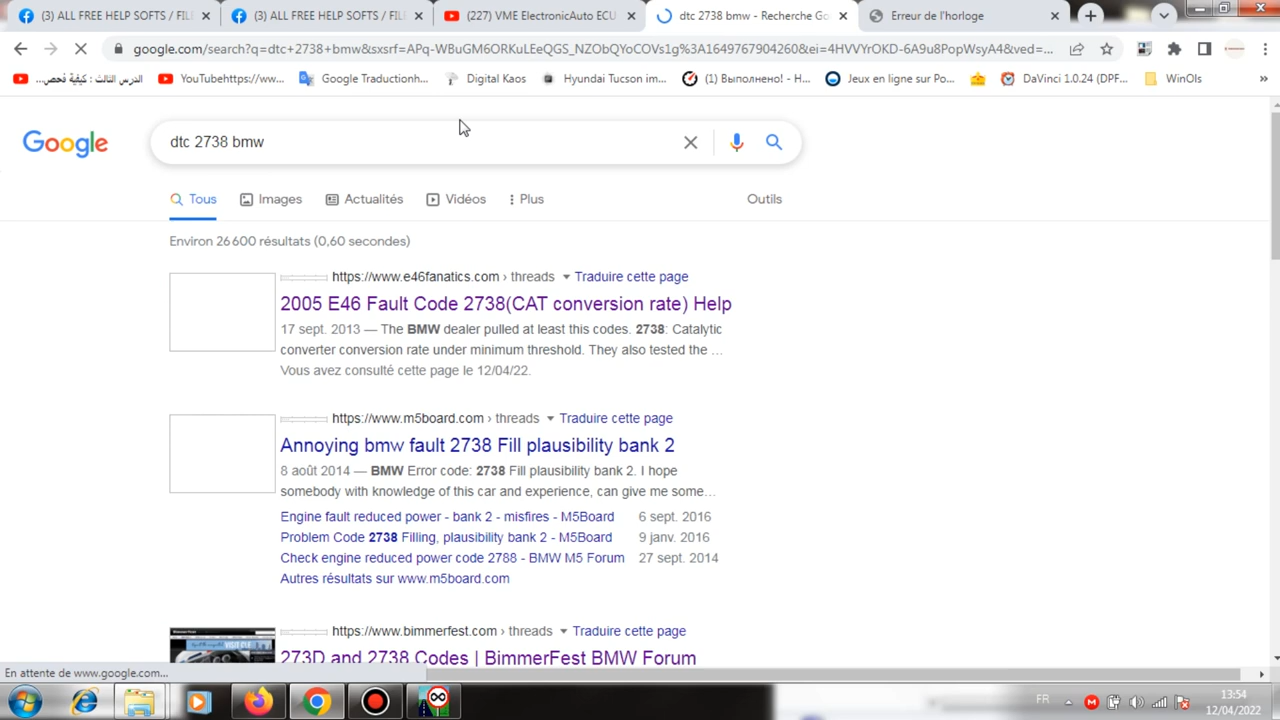 (3) ALL FREE HELP SOFTS / FIL
(3) ALL FREE HELP SOFTS / FIL
(227) VME ElectronicAuto ECU
dtc 2738 bmw - Recherche Go
Erreur de l'horloge
google.com/search?q=dtc+2738+bmw&sxsrf=APq-WBuGM6ORKuLEeQGS_NZObQYoCOVs1g%3A1649767904260&ei=4HVVYrOKD-6A9u8PopWsyA4&ved=...
الدرس الثالث : كيفية فحص...
YouTubehttps://ww...
Google Traductionh...
Digital Kaos
Hyundai Tucson im...
(1) Выполнено! - H...
Jeux en ligne sur Po...
DaVinci 1.0.24 (DPF...
WinOls
»
Google
dtc 2738 bmw
Tous
Images
Actualités
Vidéos
Plus
Outils
Environ 26 600 résultats (0,60 secondes)
https://www.e46fanatics.com › threads
Traduire cette page
2005 E46 Fault Code 2738(CAT conversion rate) Help
17 sept. 2013 — The BMW dealer pulled at least this codes. 2738: Catalytic
converter conversion rate under minimum threshold. They also tested the ...
Vous avez consulté cette page le 12/04/22.
https://www.m5board.com › threads
Traduire cette page
Annoying bmw fault 2738 Fill plausibility bank 2
8 août 2014 — BMW Error code: 2738 Fill plausibility bank 2. I hope
somebody with knowledge of this car and experience, can give me some...
Engine fault reduced power - bank 2 - misfires - M5Board 6 sept. 2016
Problem Code 2738 Filling, plausibility bank 2 - M5Board 9 janv. 2016
Check engine reduced power code 2788 - BMW M5 Forum 27 sept. 2014
Autres résultats sur www.m5board.com
https://www.bimmerfest.com › threads
Traduire cette page
273D and 2738 Codes | BimmerFest BMW Forum
En attente de www.google.com...
FR
13:54
12/04/2022